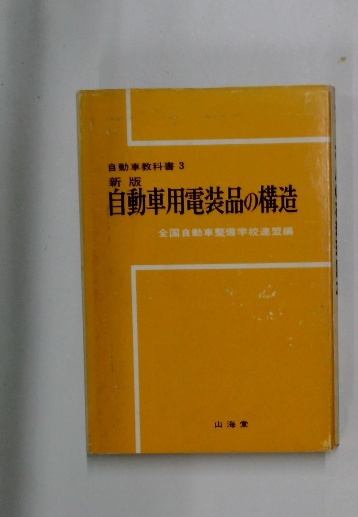 自動車教科書 3
新版
自動車用電装品の構造
全国自動車整備学校連盟編
山海堂